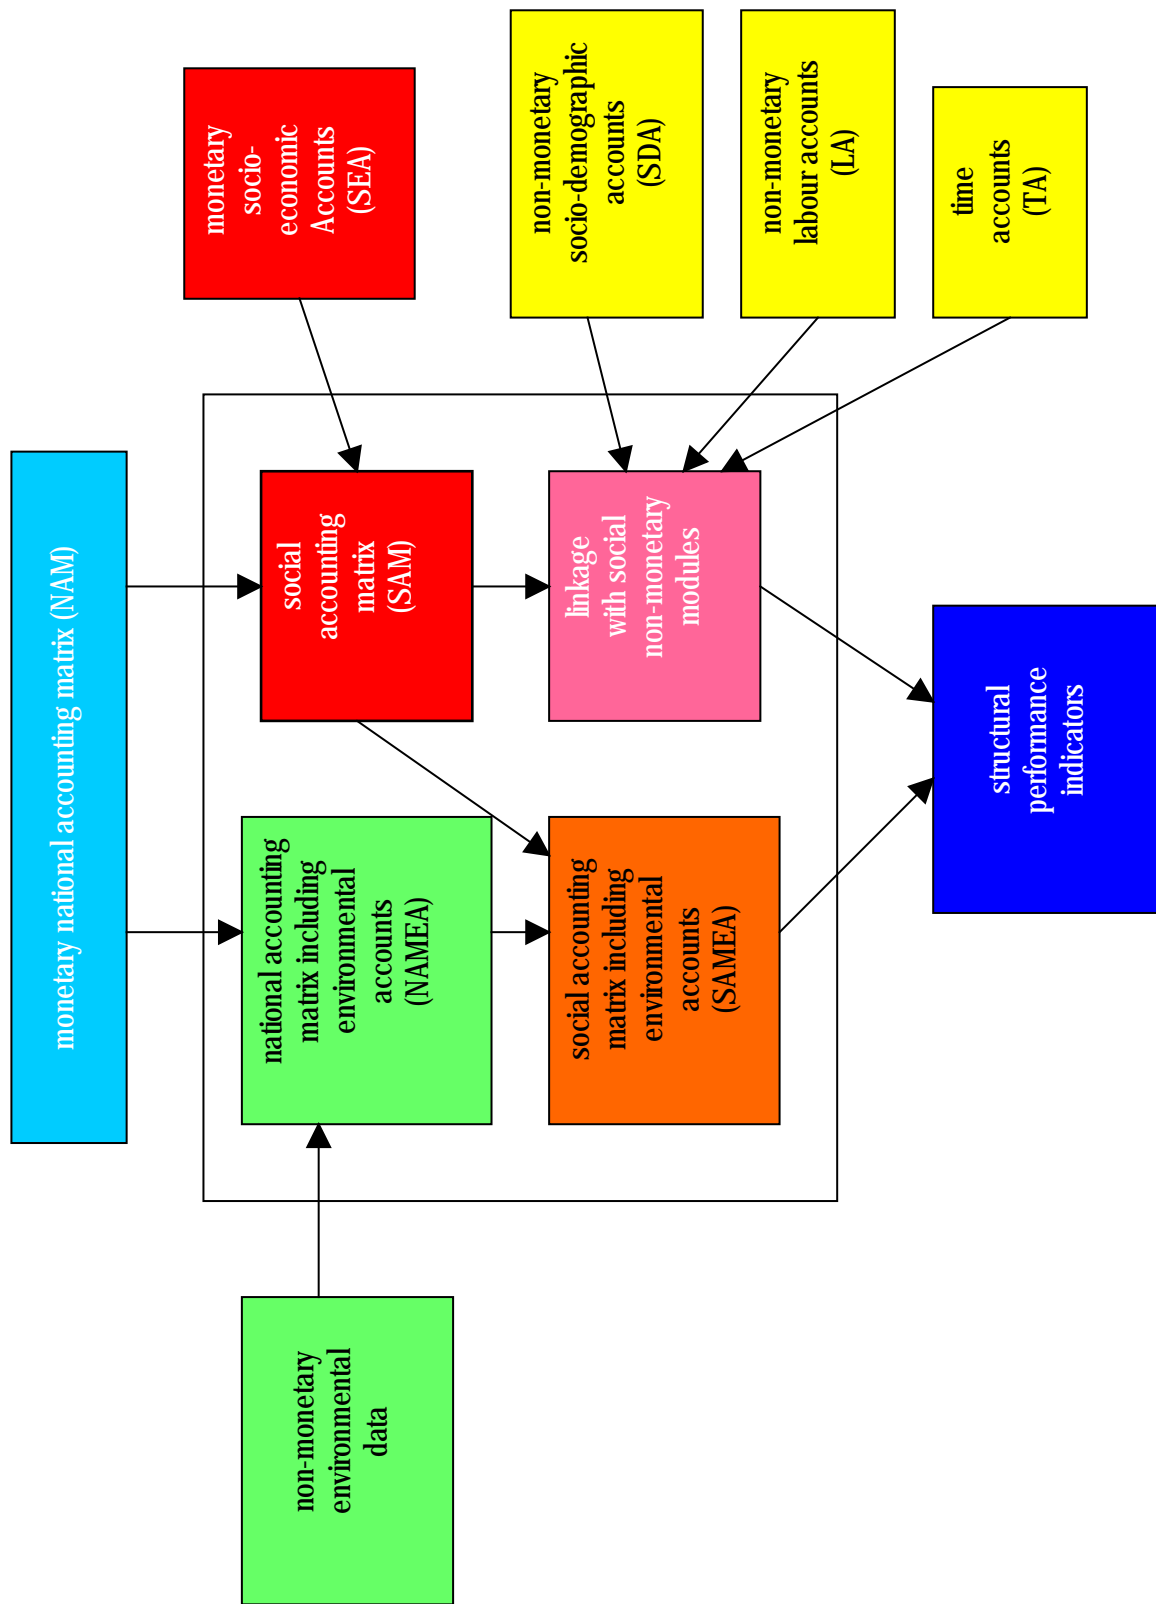 monetary national accounting matrix (NAM)
non-monetary
environmental
data
national accounting
matrix including
environmental
accounts
(NAMEA)
social
accounting
matrix
(SAM)
monetary
socio-
economic
Accounts
(SEA)
social accounting
matrix including
environmental
accounts
(SAMEA)
linkage
with social
non-monetary
modules
non-monetary
socio-demographic
accounts
(SDA)
non-monetary
labour accounts
(LA)
structural
performance
indicators
time
accounts
(TA)